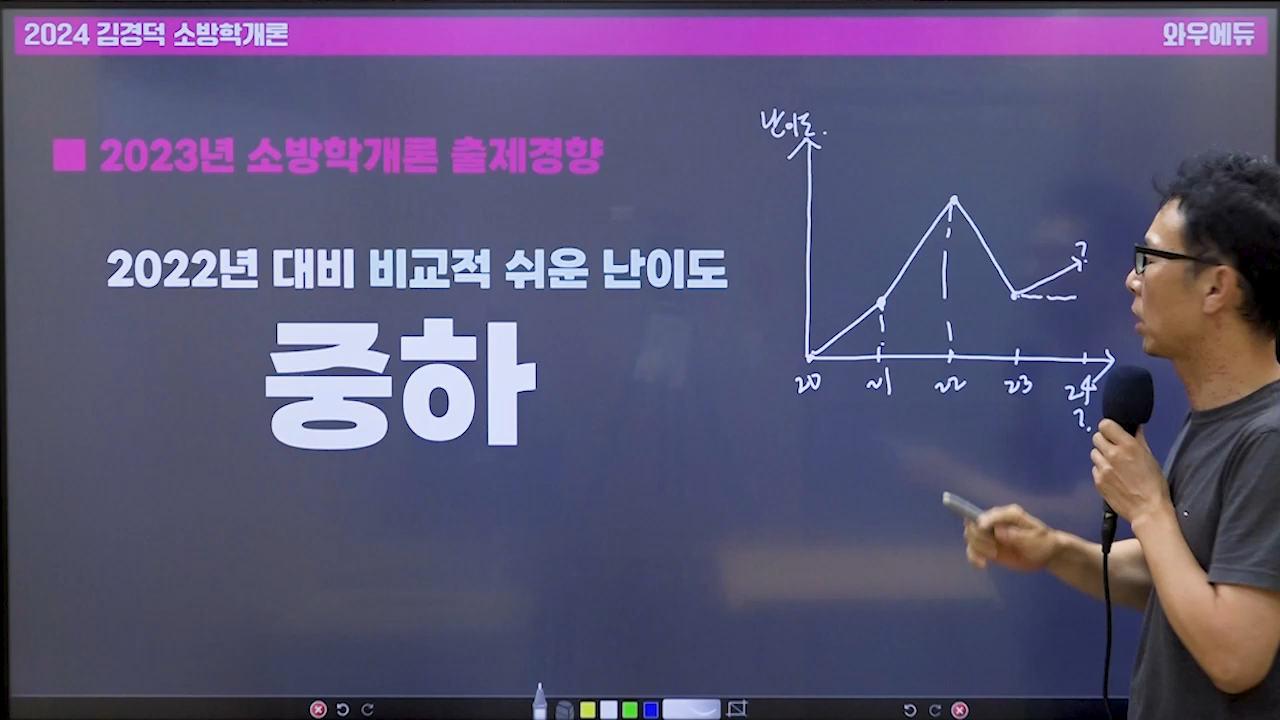 2024 김경덕 소방학개론
와우에듀
■ 2023년 소방학개론 출제경향
2022년 대비 비교적 쉬운 난이도
중하
난이도.
?
20 21 22 23 24
?.